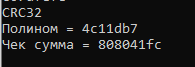 CRC32
Полином = 4c11db7
Чек сумма = 808041fc